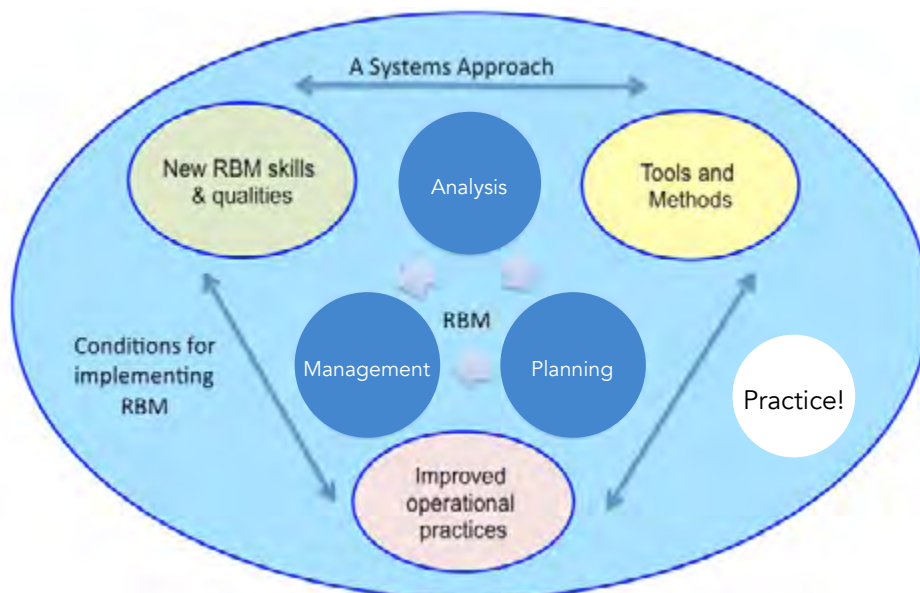 A Systems Approach
New RBM skills
& qualities
Analysis
Tools and
Methods
RBM
Conditions for
implementing
RBM
Management
Planning
Practice!
Improved
operational
practices